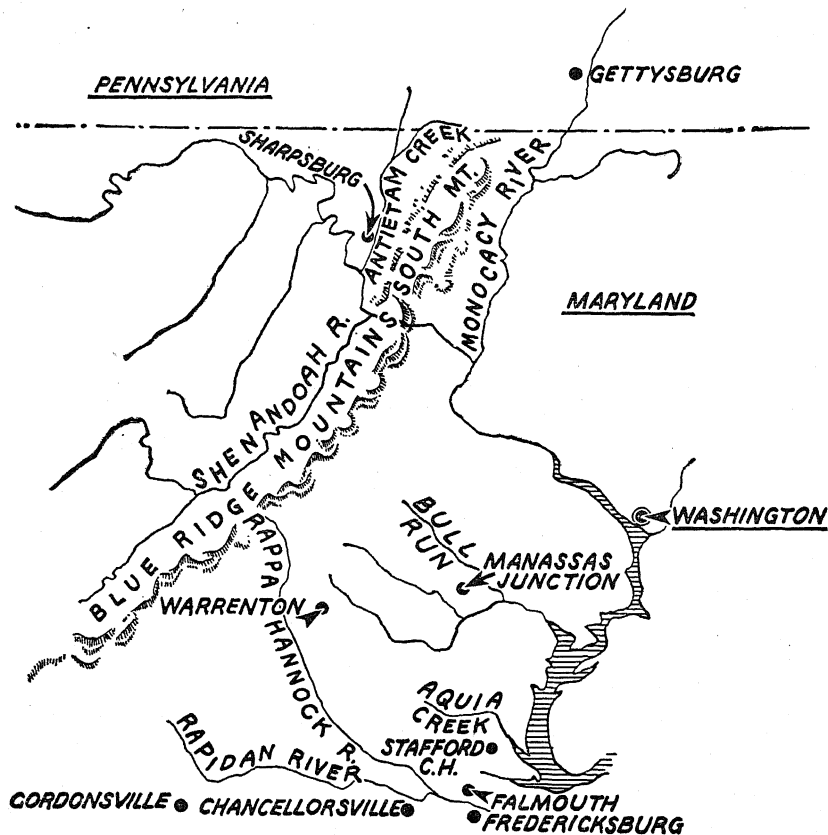 PENNSYLVANIA
GETTYSBURG
SHARPSBURG
ANTIETAM CREEK
SOUTH MT.
MONOCACY RIVER
MARYLAND
SHENANDOAH R.
BLUE RIDGE MOUNTAINS
WASHINGTON
BULL
RUN
MANASSAS
JUNCTION
RAPPAHANNOCK R.
WARRENTON
AQUIA
CREEK
STAFFORD
C.H.
RAPIDAN RIVER
GORDONSVILLE
CHANCELLORSVILLE
FALMOUTH
FREDERICKSBURG